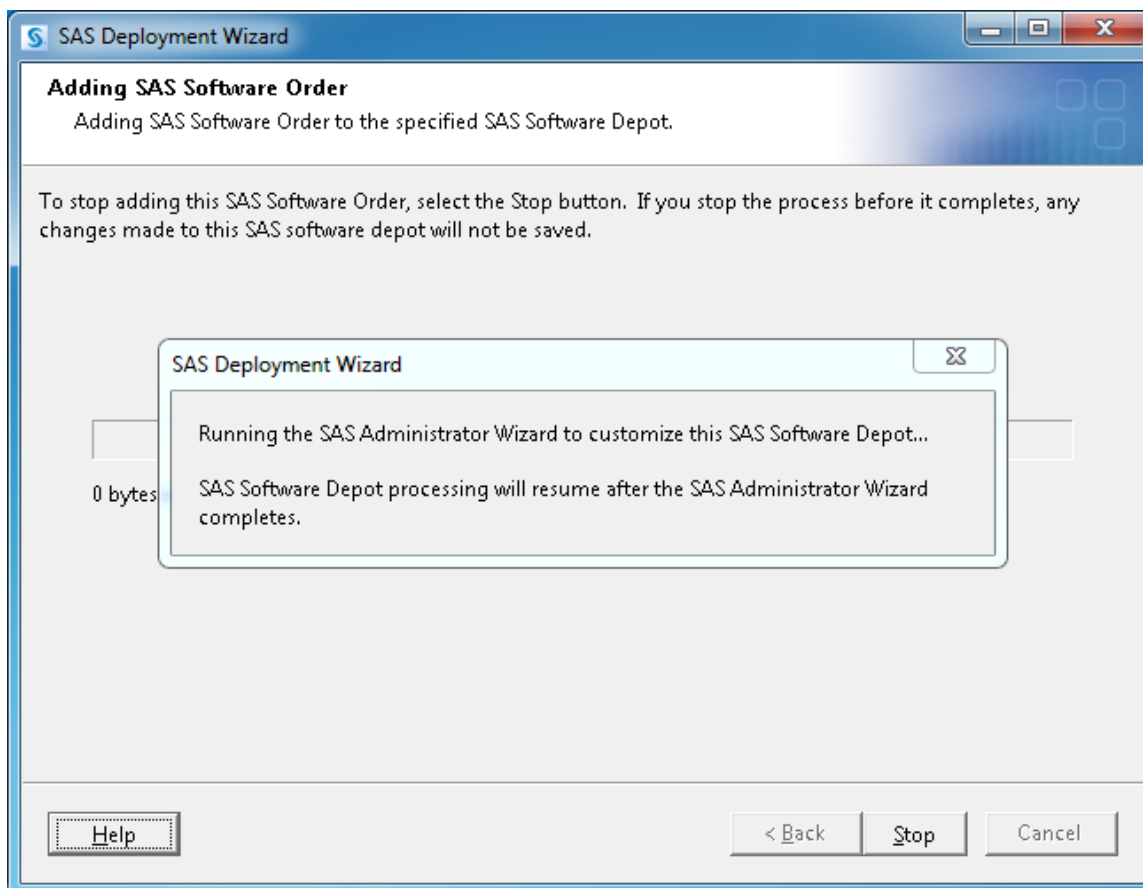 SAS Deployment Wizard
Adding SAS Software Order
Adding SAS Software Order to the specified SAS Software Depot.
To stop adding this SAS Software Order, select the Stop button. If you stop the process before it completes, any
changes made to this SAS software depot will not be saved.
SAS Deployment Wizard
Running the SAS Administrator Wizard to customize this SAS Software Depot...
0 bytes
SAS Software Depot processing will resume after the SAS Administrator Wizard
completes.
Help
< Back
Stop
Cancel